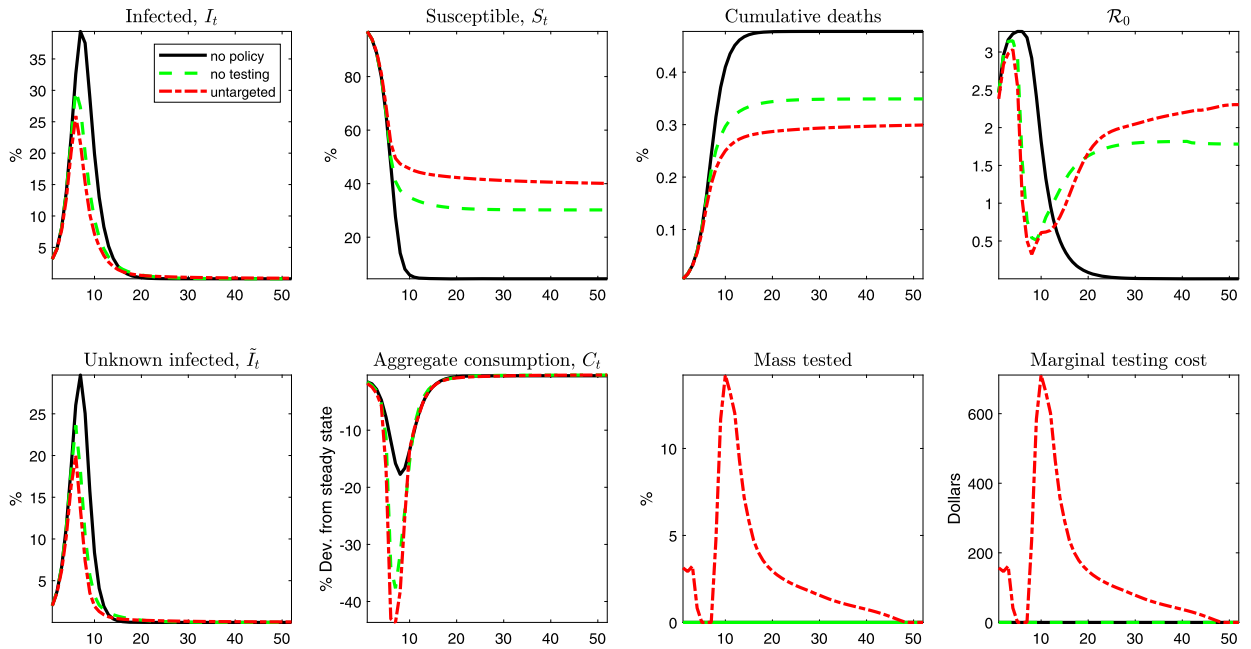 Infected, I_t
Susceptible, S_t
Cumulative deaths
R_0
no policy
no testing
untargeted
%
35
30
25
20
15
10
5
10 20 30 40 50
%
80
60
40
20
10 20 30 40 50
%
0.4
0.3
0.2
0.1
10 20 30 40 50
3
2.5
2
1.5
1
0.5
10 20 30 40 50
Unknown infected, Ĩ_t
Aggregate consumption, C_t
Mass tested
Marginal testing cost
%
25
20
15
10
5
10 20 30 40 50
% Dev. from steady state
-10
-20
-30
-40
10 20 30 40 50
%
10
5
0
10 20 30 40 50
Dollars
600
400
200
0
10 20 30 40 50